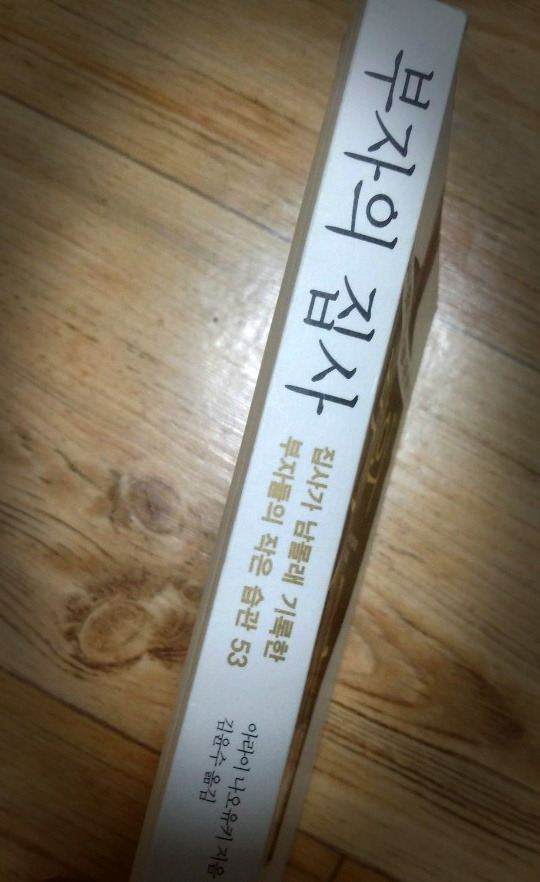 부자의 집사
집사가 남몰래 기록한
부자들의 작은 습관 53
아라이 나오유키 지음
김윤수 옮김